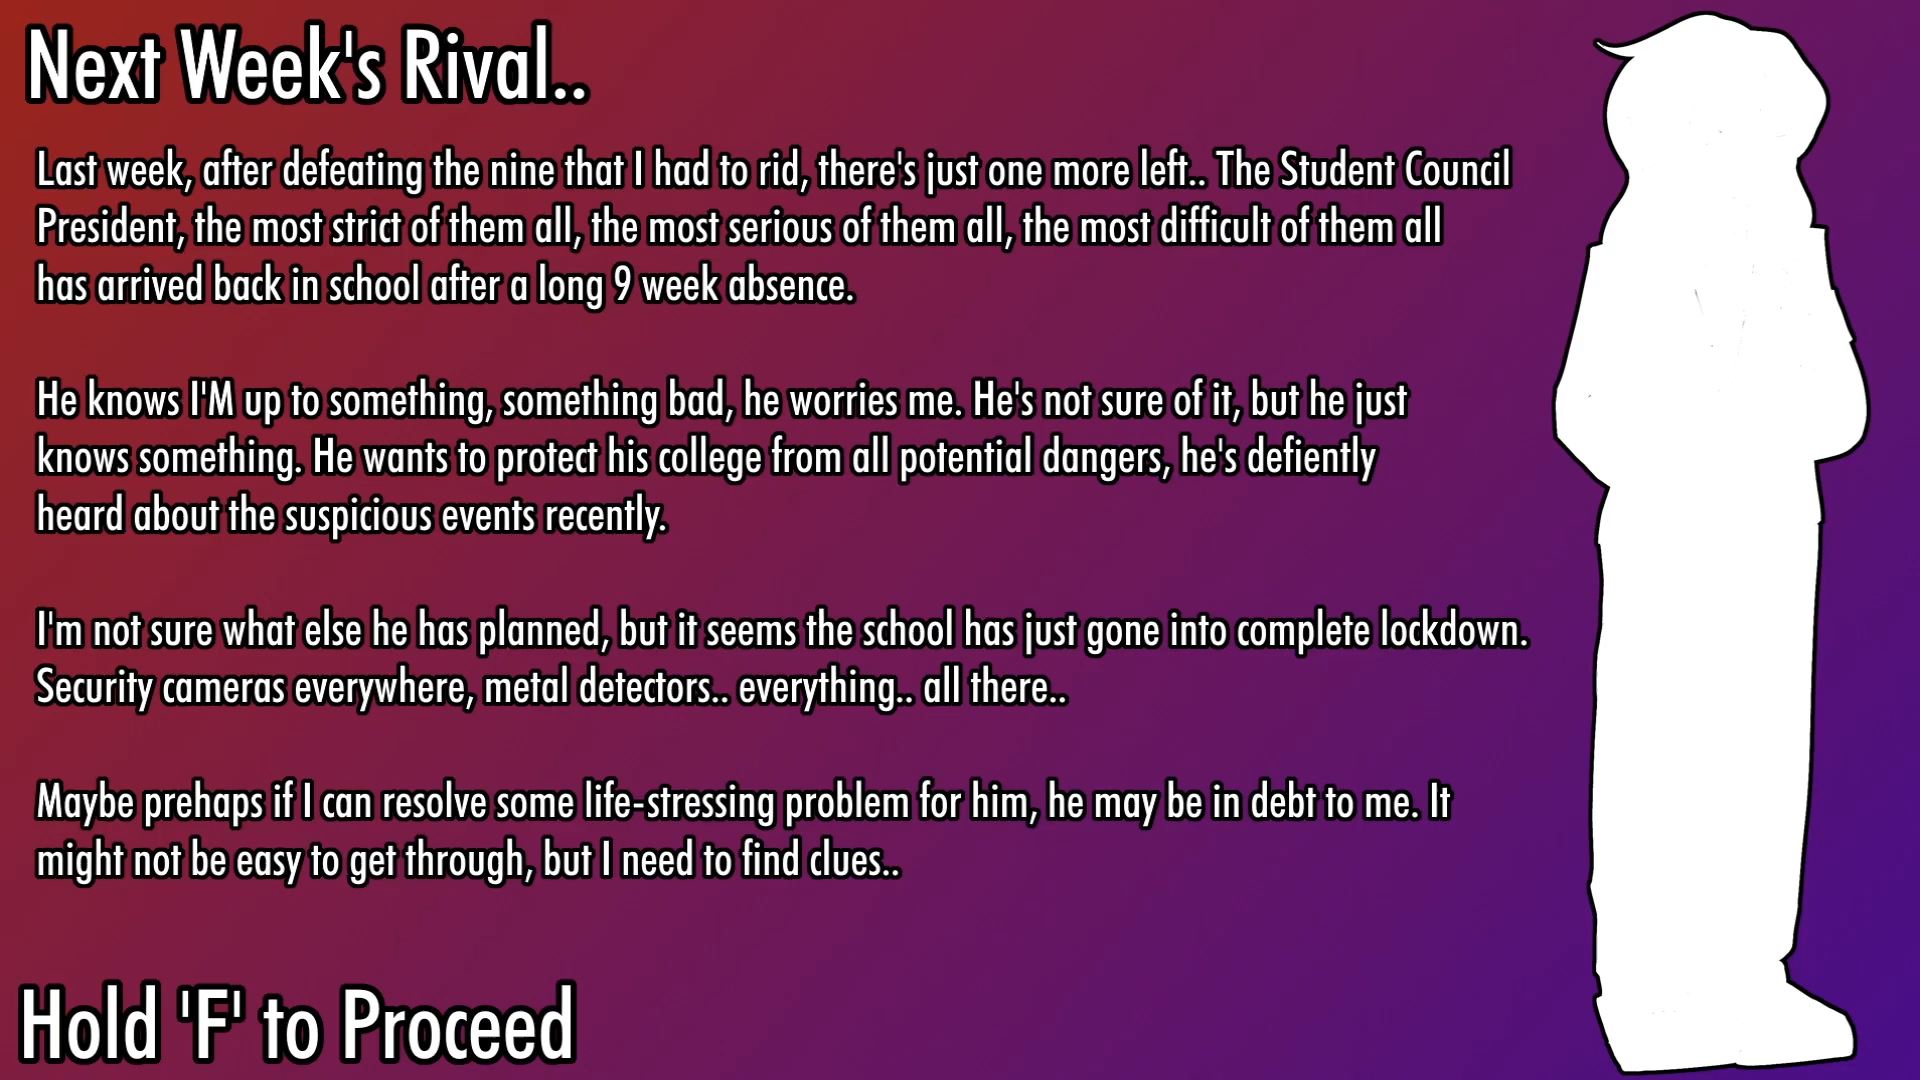 Next Week's Rival..
Last week, after defeating the nine that I had to rid, there's just one more left.. The Student Council
President, the most strict of them all, the most serious of them all, the most difficult of them all
has arrived back in school after a long 9 week absence.
He knows I'M up to something, something bad, he worries me. He's not sure of it, but he just
knows something. He wants to protect his college from all potential dangers, he's defiently
heard about the suspicious events recently.
I'm not sure what else he has planned, but it seems the school has just gone into complete lockdown.
Security cameras everywhere, metal detectors.. everything.. all there..
Maybe prehaps if I can resolve some life-stressing problem for him, he may be in debt to me. It
might not be easy to get through, but I need to find clues..
Hold 'F' to Proceed